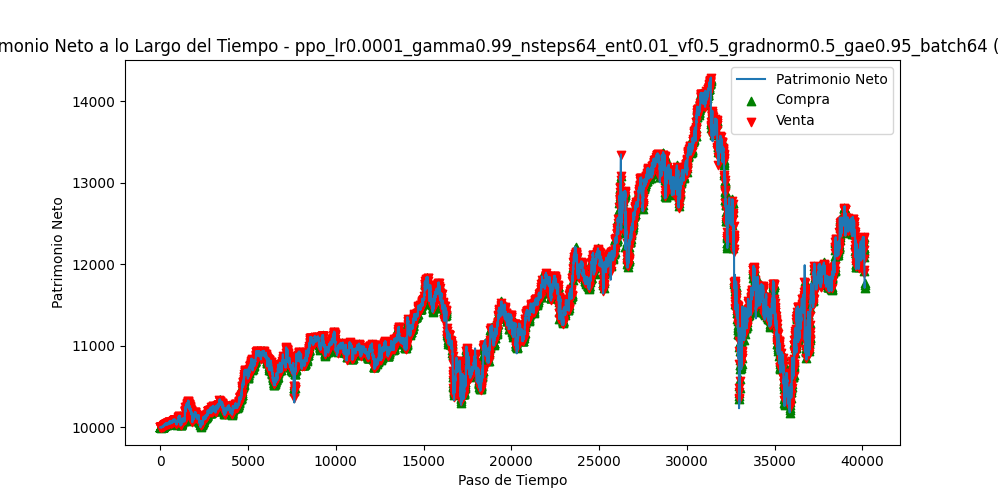 monio Neto a lo Largo del Tiempo - ppo_lr0.0001_gamma0.99_nsteps64_ent0.01_vf0.5_gradnorm0.5_gae0.95_batch64 (
Patrimonio Neto
Compra
Venta
14000
13000
12000
11000
10000
Patrimonio Neto
0 5000 10000 15000 20000 25000 30000 35000 40000
Paso de Tiempo